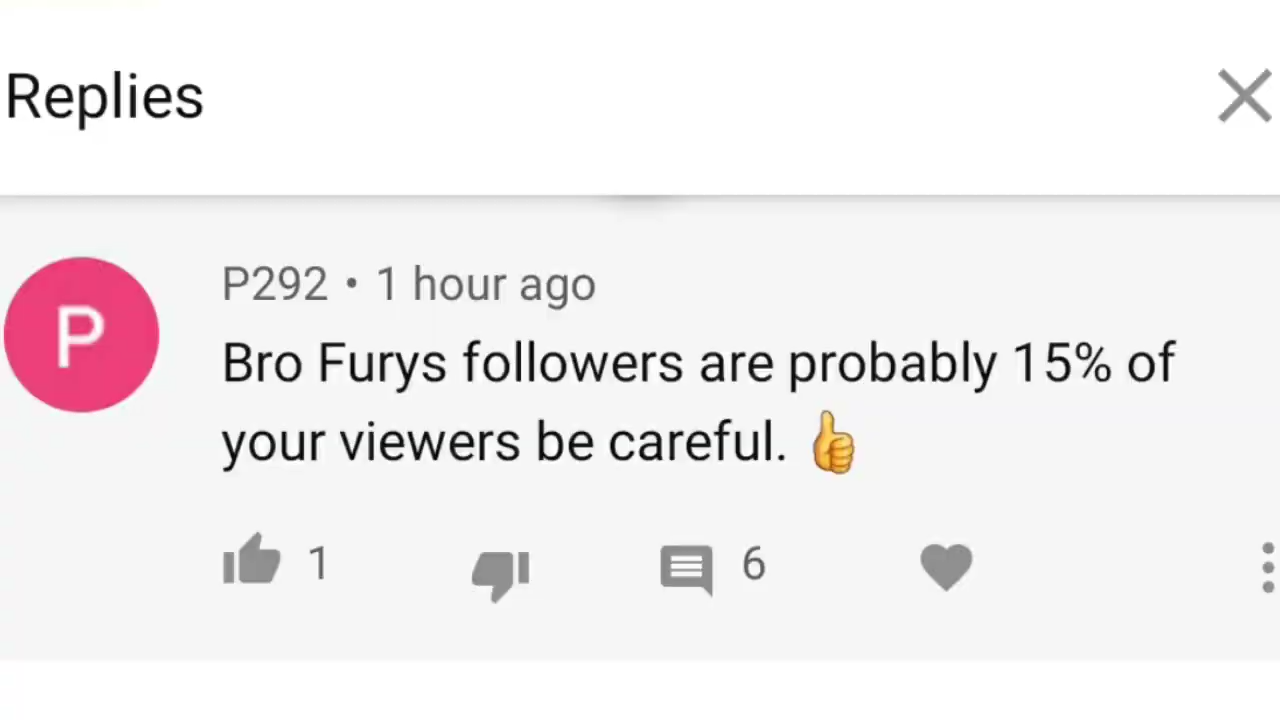 Replies
P
P292 • 1 hour ago
Bro Furys followers are probably 15% of
your viewers be careful. 👍
1 6